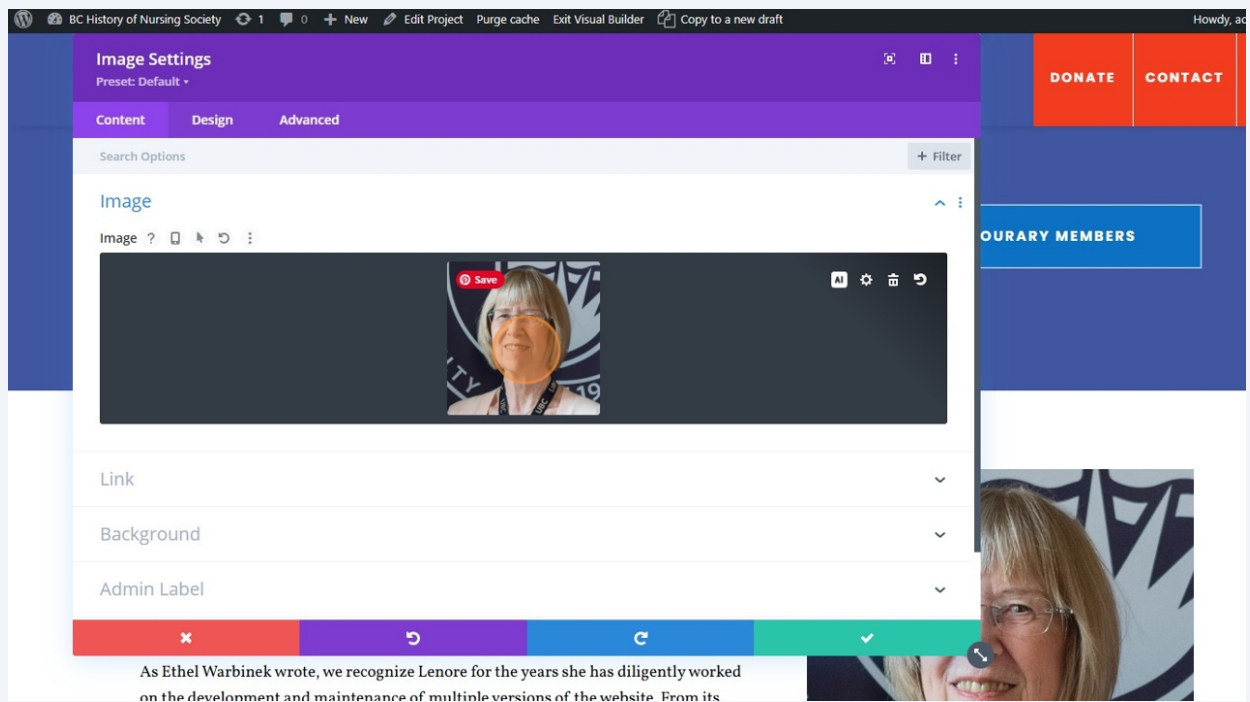 BC History of Nursing Society 1 0 New Edit Project Purge cache Exit Visual Builder Copy to a new draft Howdy,
Image Settings
Preset: Default
DONATE CONTACT
Content Design Advanced
Search Options + Filter
Image
OURARY MEMBERS
Image ?
Save
AI
UBC
19
Link
Background
Admin Label
As Ethel Warbinek wrote, we recognize Lenore for the years she has diligently worked
on the development and maintenance of multiple versions of the website. From its